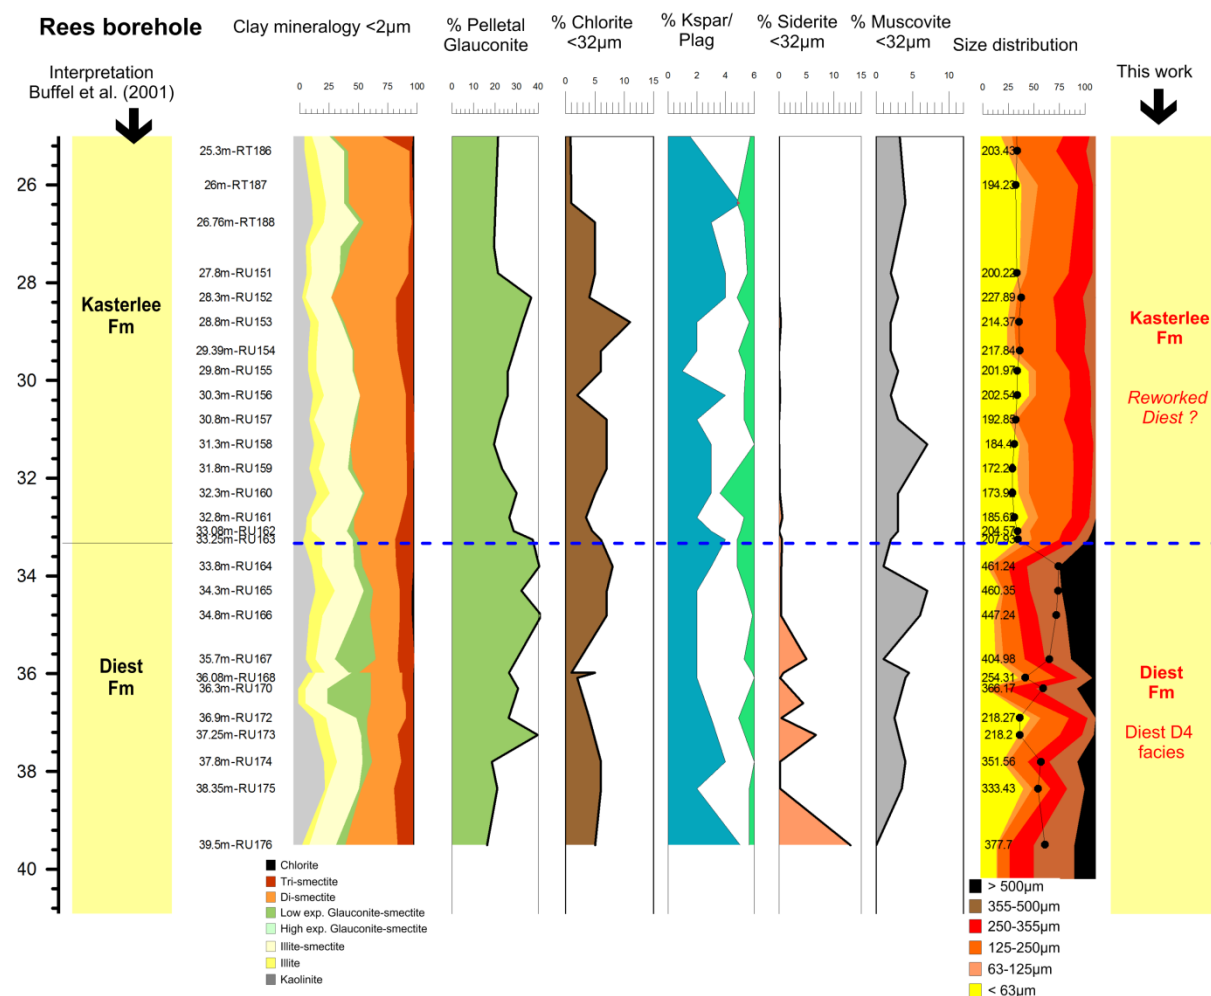 Rees borehole
Interpretation
Buffel et al. (2001)
Clay mineralogy <2µm
% Pelletal
Glauconite
% Chlorite
<32µm
% Kspar/
Plag
% Siderite
<32µm
% Muscovite
<32µm
Size distribution
This work
0 25 50 75 100
0 10 20 30 40
0 5 10 15
0 2 4 6
0 5 10 15
0 5 10
0 25 50 75 100
26
28
30
32
34
36
38
40
Kasterlee
Fm
Diest
Fm
25.3m-RT186
26m-RT187
26.76m-RT188
27.8m-RU151
28.3m-RU152
28.8m-RU153
29.39m-RU154
29.8m-RU155
30.3m-RU156
30.8m-RU157
31.3m-RU158
31.8m-RU159
32.3m-RU160
32.8m-RU161
33.08m-RU162
33.25m-RU163
33.8m-RU164
34.3m-RU165
34.8m-RU166
35.7m-RU167
36.08m-RU168
36.3m-RU170
36.9m-RU172
37.25m-RU173
37.8m-RU174
38.35m-RU175
39.5m-RU176
203.43
194.23
200.22
227.89
214.37
217.84
201.97
202.54
192.85
184.4
172.2
173.9
185.62
204.57
207.93
461.24
460.35
447.24
404.98
254.31
366.17
218.27
218.2
351.56
333.43
377.7
Kasterlee
Fm
Reworked
Diest ?
Diest
Fm
Diest D4
facies
Chlorite
Tri-smectite
Di-smectite
Low exp. Glauconite-smectite
High exp. Glauconite-smectite
Illite-smectite
Illite
Kaolinite
> 500µm
355-500µm
250-355µm
125-250µm
63-125µm
< 63µm